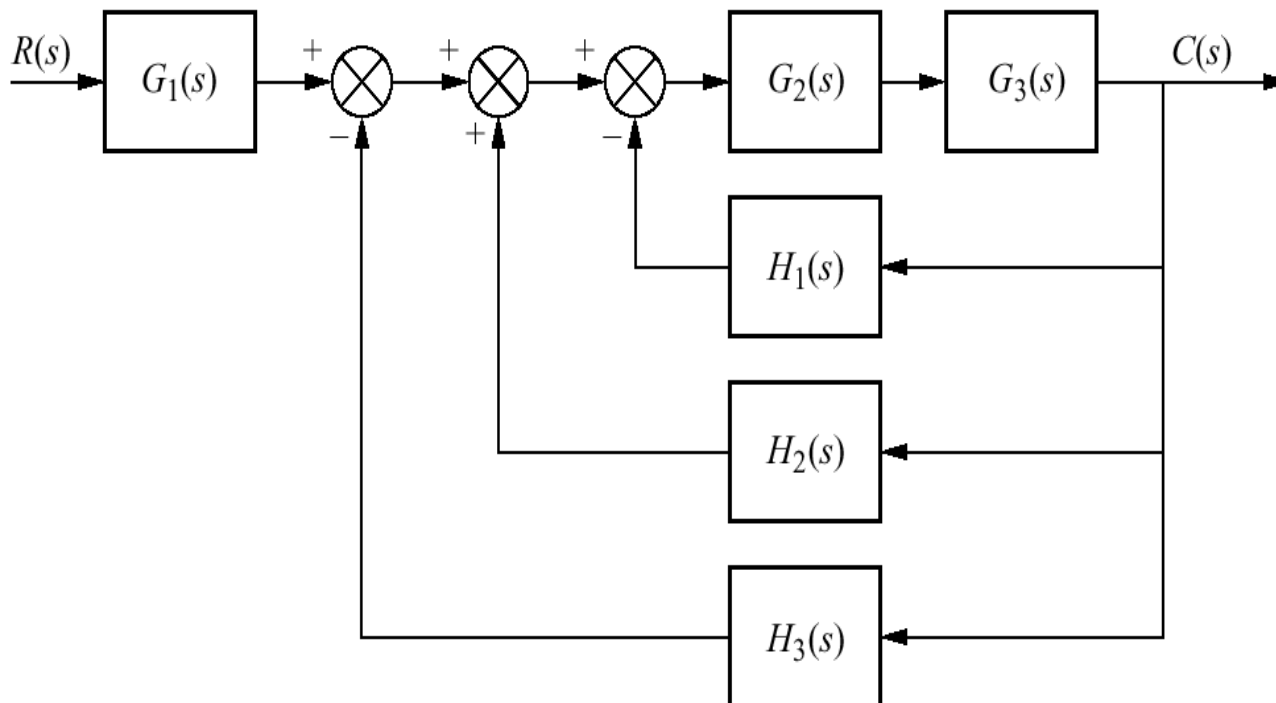 R(s) G₁(s) + − + + + − G₂(s) G₃(s) C(s)
H₁(s)
H₂(s)
H₃(s)